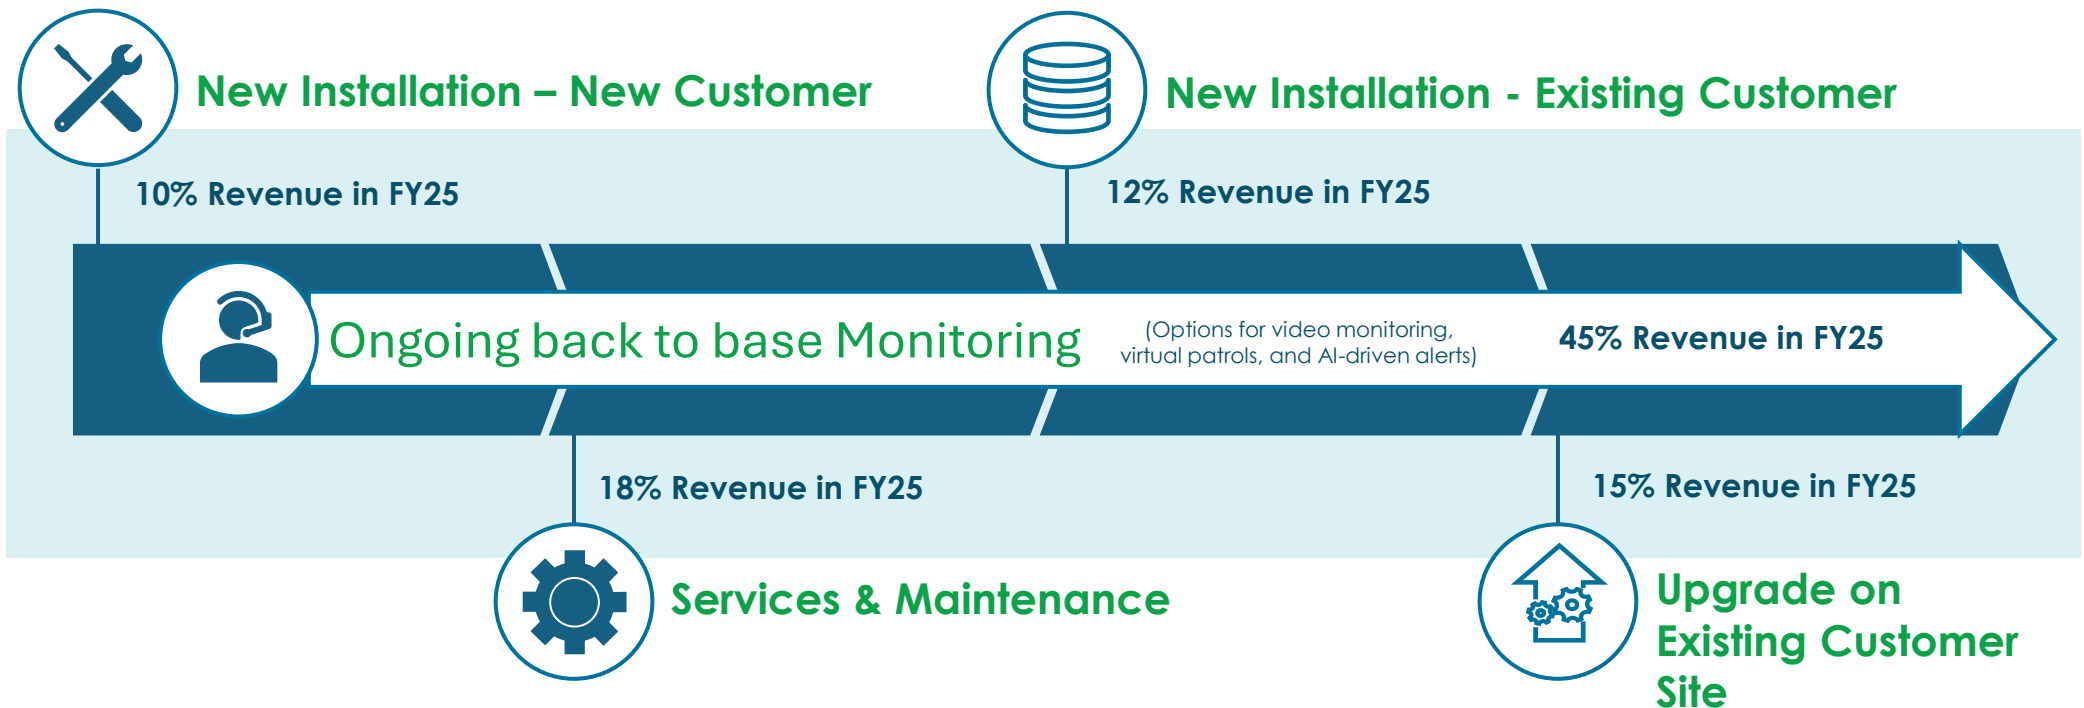 New Installation – New Customer
New Installation - Existing Customer
10% Revenue in FY25
12% Revenue in FY25
Ongoing back to base Monitoring
(Options for video monitoring,
virtual patrols, and AI-driven alerts)
45% Revenue in FY25
18% Revenue in FY25
15% Revenue in FY25
Services & Maintenance
Upgrade on
Existing Customer
Site